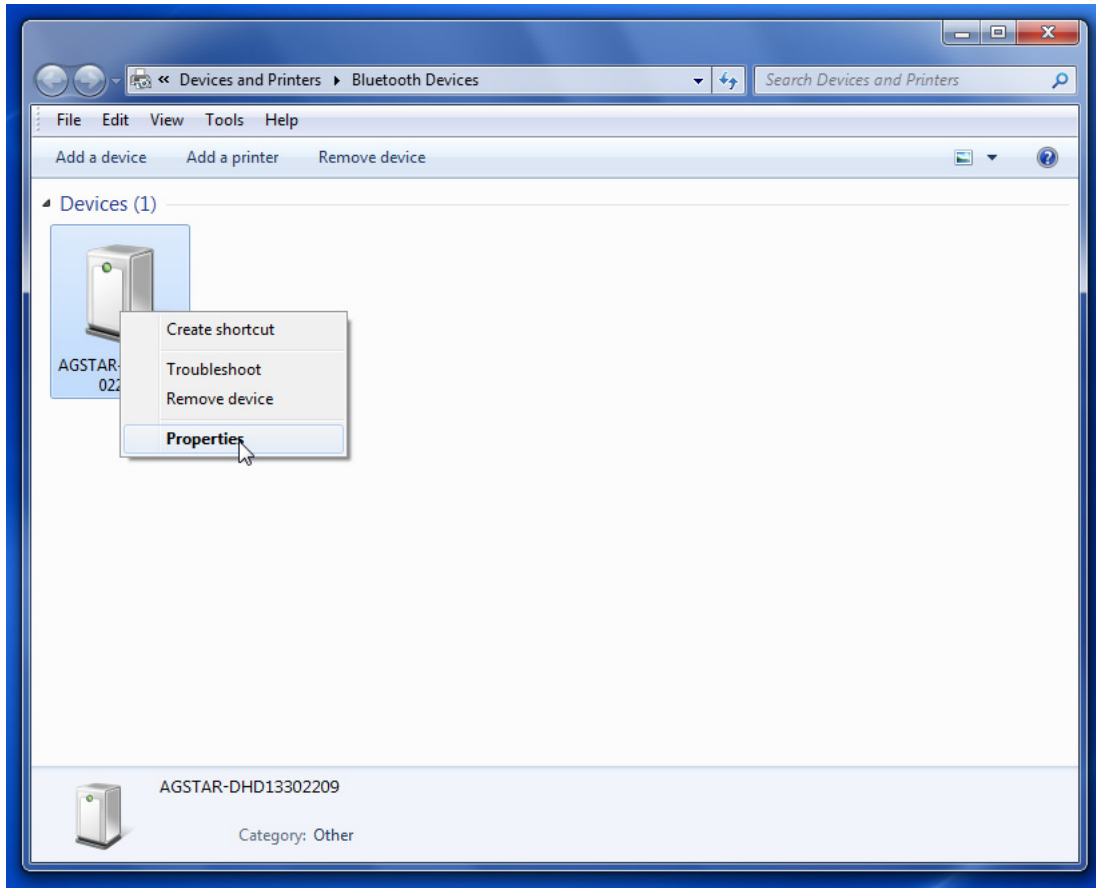 « Devices and Printers ▸ Bluetooth Devices
Search Devices and Printers
File Edit View Tools Help
Add a device Add a printer Remove device
Devices (1)
AGSTAR-
022
Create shortcut
Troubleshoot
Remove device
Properties
AGSTAR-DHD13302209
Category: Other